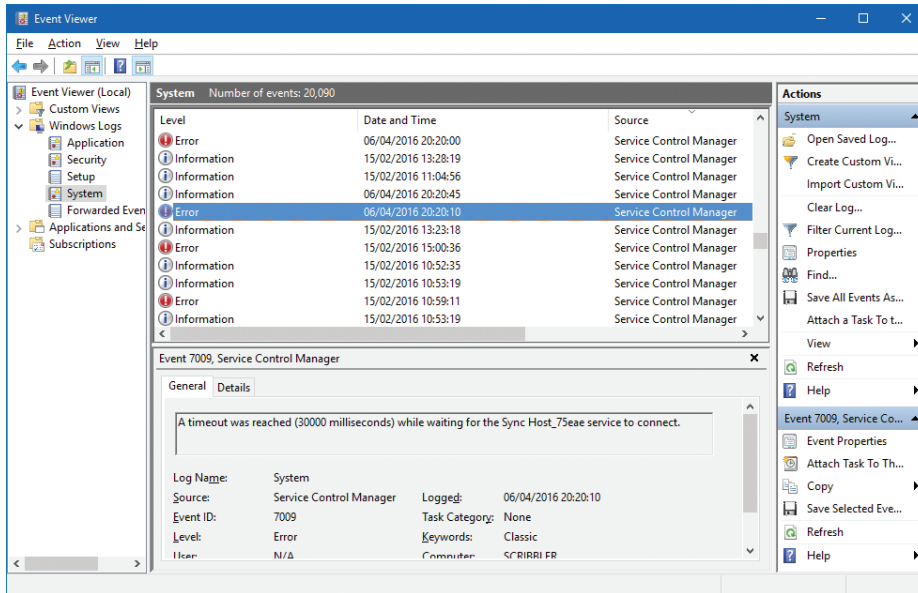 Event Viewer
File Action View Help
Event Viewer (Local)
Custom Views
Windows Logs
Application
Security
Setup
System
Forwarded Even
Applications and Se
Subscriptions
System Number of events: 20,090
Level Date and Time Source
Error 06/04/2016 20:20:00 Service Control Manager
Information 15/02/2016 13:28:19 Service Control Manager
Information 15/02/2016 11:04:56 Service Control Manager
Information 06/04/2016 20:20:45 Service Control Manager
Error 06/04/2016 20:20:10 Service Control Manager
Information 15/02/2016 13:23:18 Service Control Manager
Error 15/02/2016 15:00:36 Service Control Manager
Information 15/02/2016 10:52:35 Service Control Manager
Information 15/02/2016 10:53:19 Service Control Manager
Error 15/02/2016 10:59:11 Service Control Manager
Information 15/02/2016 10:53:19 Service Control Manager
Event 7009, Service Control Manager
General Details
A timeout was reached (30000 milliseconds) while waiting for the Sync Host_75eae service to connect.
Log Name: System
Source: Service Control Manager Logged: 06/04/2016 20:20:10
Event ID: 7009 Task Category: None
Level: Error Keywords: Classic
User: N/A Computer: SCRIBBLER
Actions
System
Open Saved Log...
Create Custom Vi...
Import Custom Vi...
Clear Log...
Filter Current Log...
Properties
Find...
Save All Events As...
Attach a Task To t...
View
Refresh
Help
Event 7009, Service Co...
Event Properties
Attach Task To Th...
Copy
Save Selected Eve...
Refresh
Help